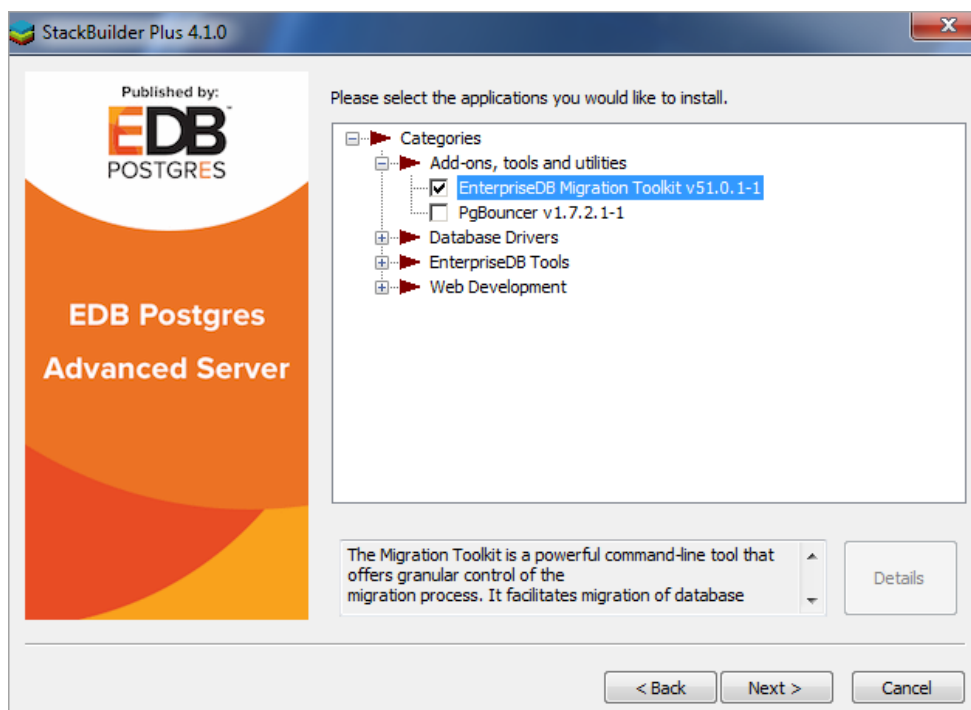 StackBuilder Plus 4.1.0
Published by:
EDB™
POSTGRES
EDB Postgres
Advanced Server
Please select the applications you would like to install.
Categories
Add-ons, tools and utilities
EnterpriseDB Migration Toolkit v51.0.1-1
PgBouncer v1.7.2.1-1
Database Drivers
EnterpriseDB Tools
Web Development
The Migration Toolkit is a powerful command-line tool that
offers granular control of the
migration process. It facilitates migration of database
Details
< Back
Next >
Cancel